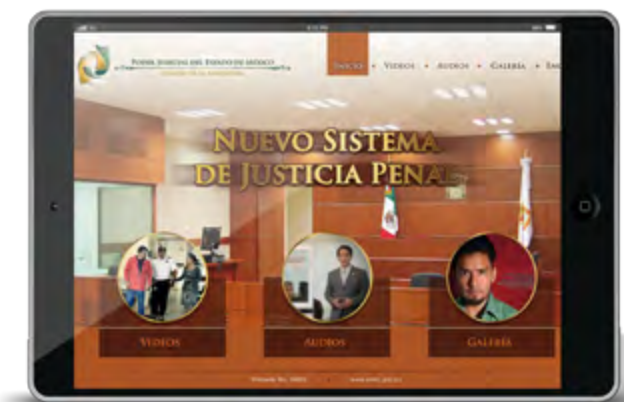 PODER JUDICIAL DEL ESTADO DE MÉXICO
INICIO • VIDEOS • AUDIOS • GALERÍA •
NUEVO SISTEMA
DE JUSTICIA PENAL
VIDEOS
AUDIOS
GALERÍA